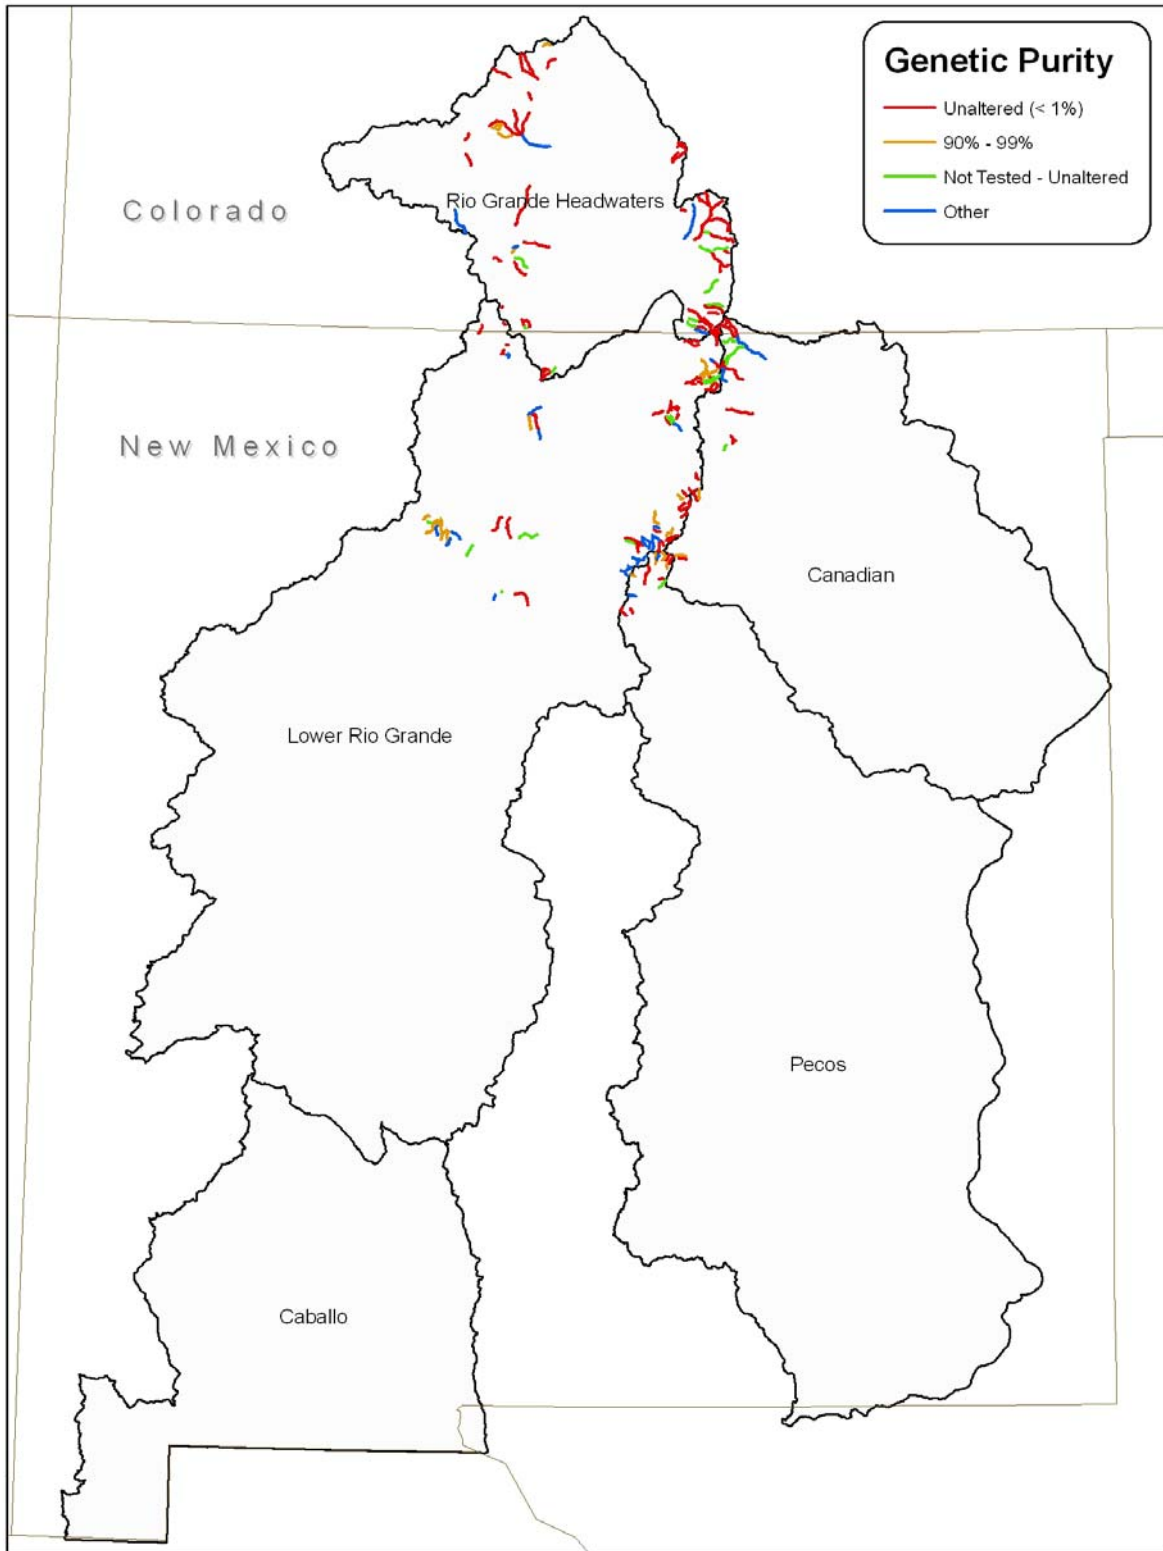 Genetic Purity
Unaltered (< 1%)
90% - 99%
Not Tested - Unaltered
Other
Colorado
Rio Grande Headwaters
New Mexico
Canadian
Lower Rio Grande
Pecos
Caballo